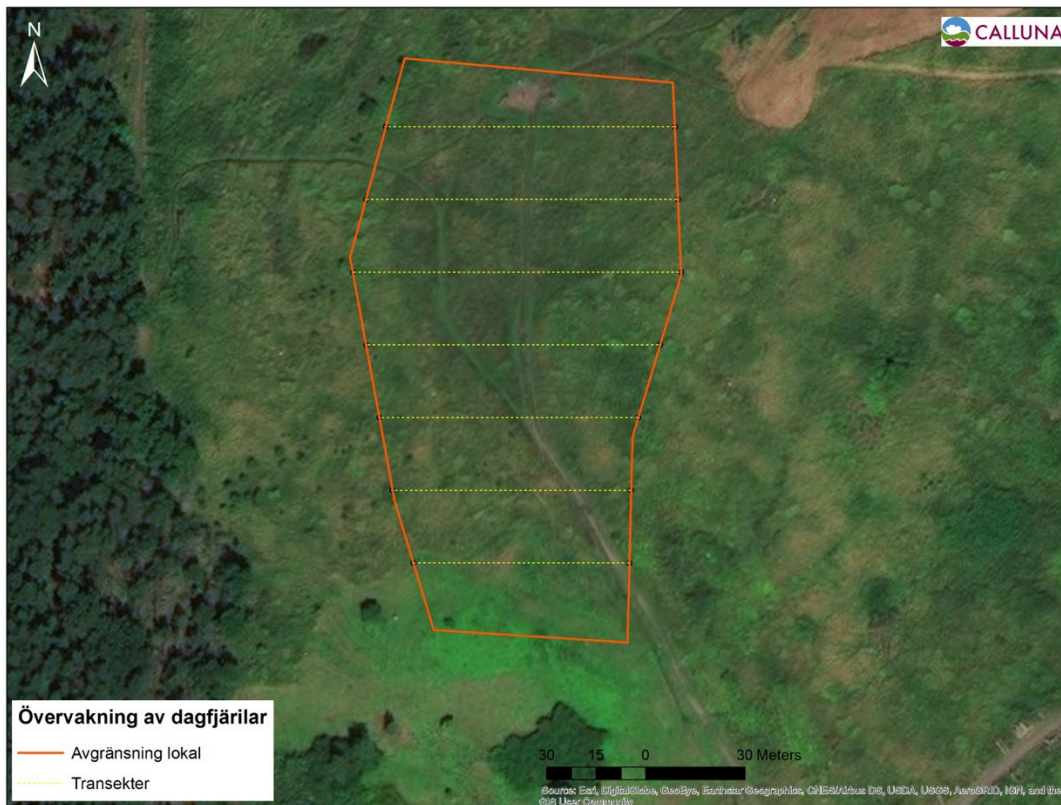 N
CALLUNA
Övervakning av dagfjärilar
Avgränsning lokal
Transekter
30 15 0 30 Meters
Source: Esri, DigitalGlobe, GeoEye, Earthstar Geographics, CNES/Airbus DS, USDA, USGS, AeroGRID, IGN, and the
GIS User Community